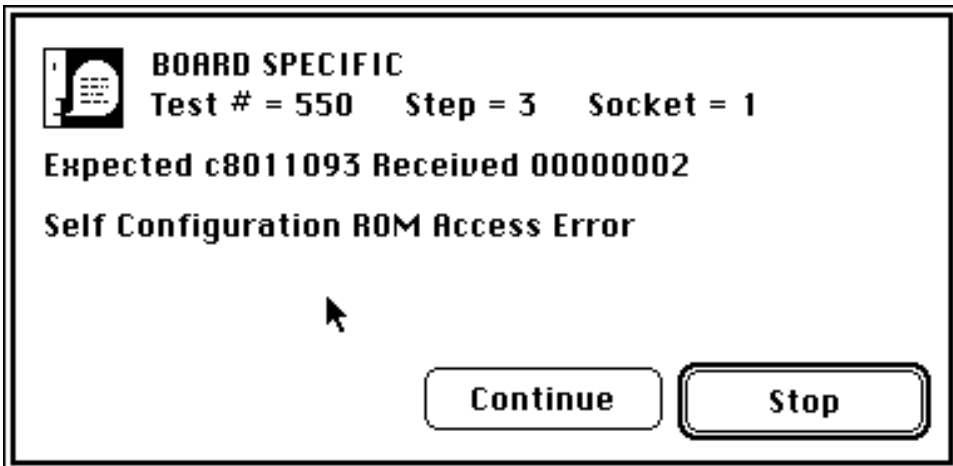 BOARD SPECIFIC
Test # = 550 Step = 3 Socket = 1
Expected c8011093 Received 00000002
Self Configuration ROM Access Error
Continue
Stop